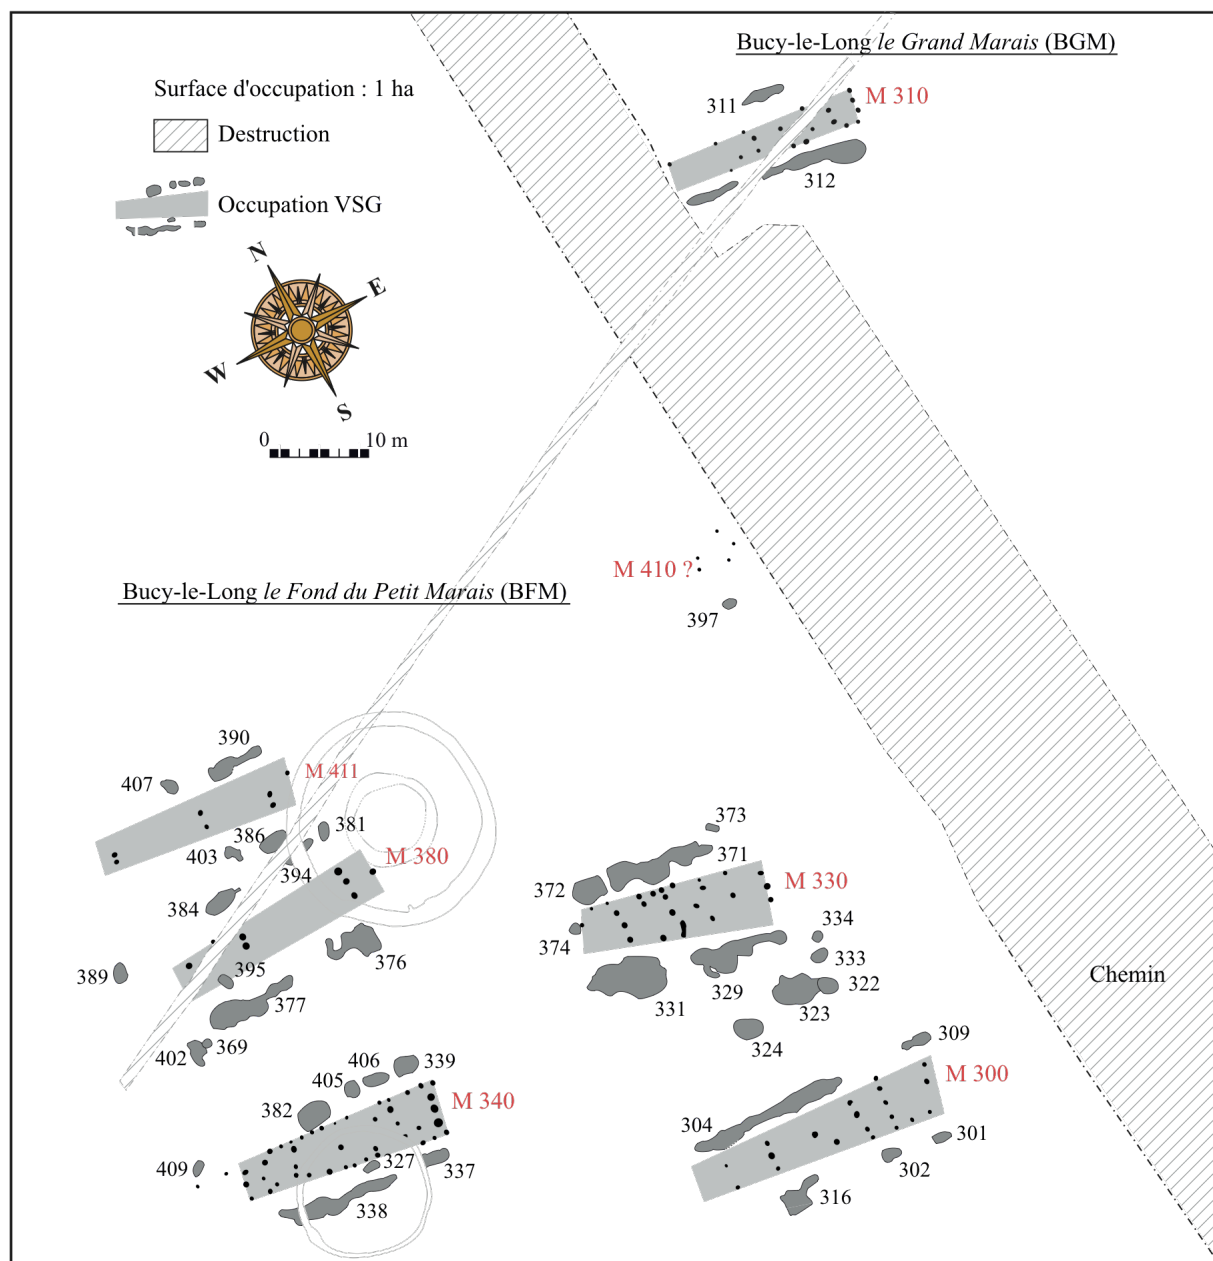 Bucy-le-Long le Grand Marais (BGM)
Surface d'occupation : 1 ha
Destruction
Occupation VSG
N
E
W
S
0 10 m
311
M 310
312
M 410 ?
397
Bucy-le-Long le Fond du Petit Marais (BFM)
390
407
M 411
386
381
403
394
M 380
384
389
395
376
377
369
402
373
371
372
M 330
374
334
333
331
329
322
323
324
Chemin
309
406
339
405
382
M 340
409
327
337
338
M 300
304
301
302
316